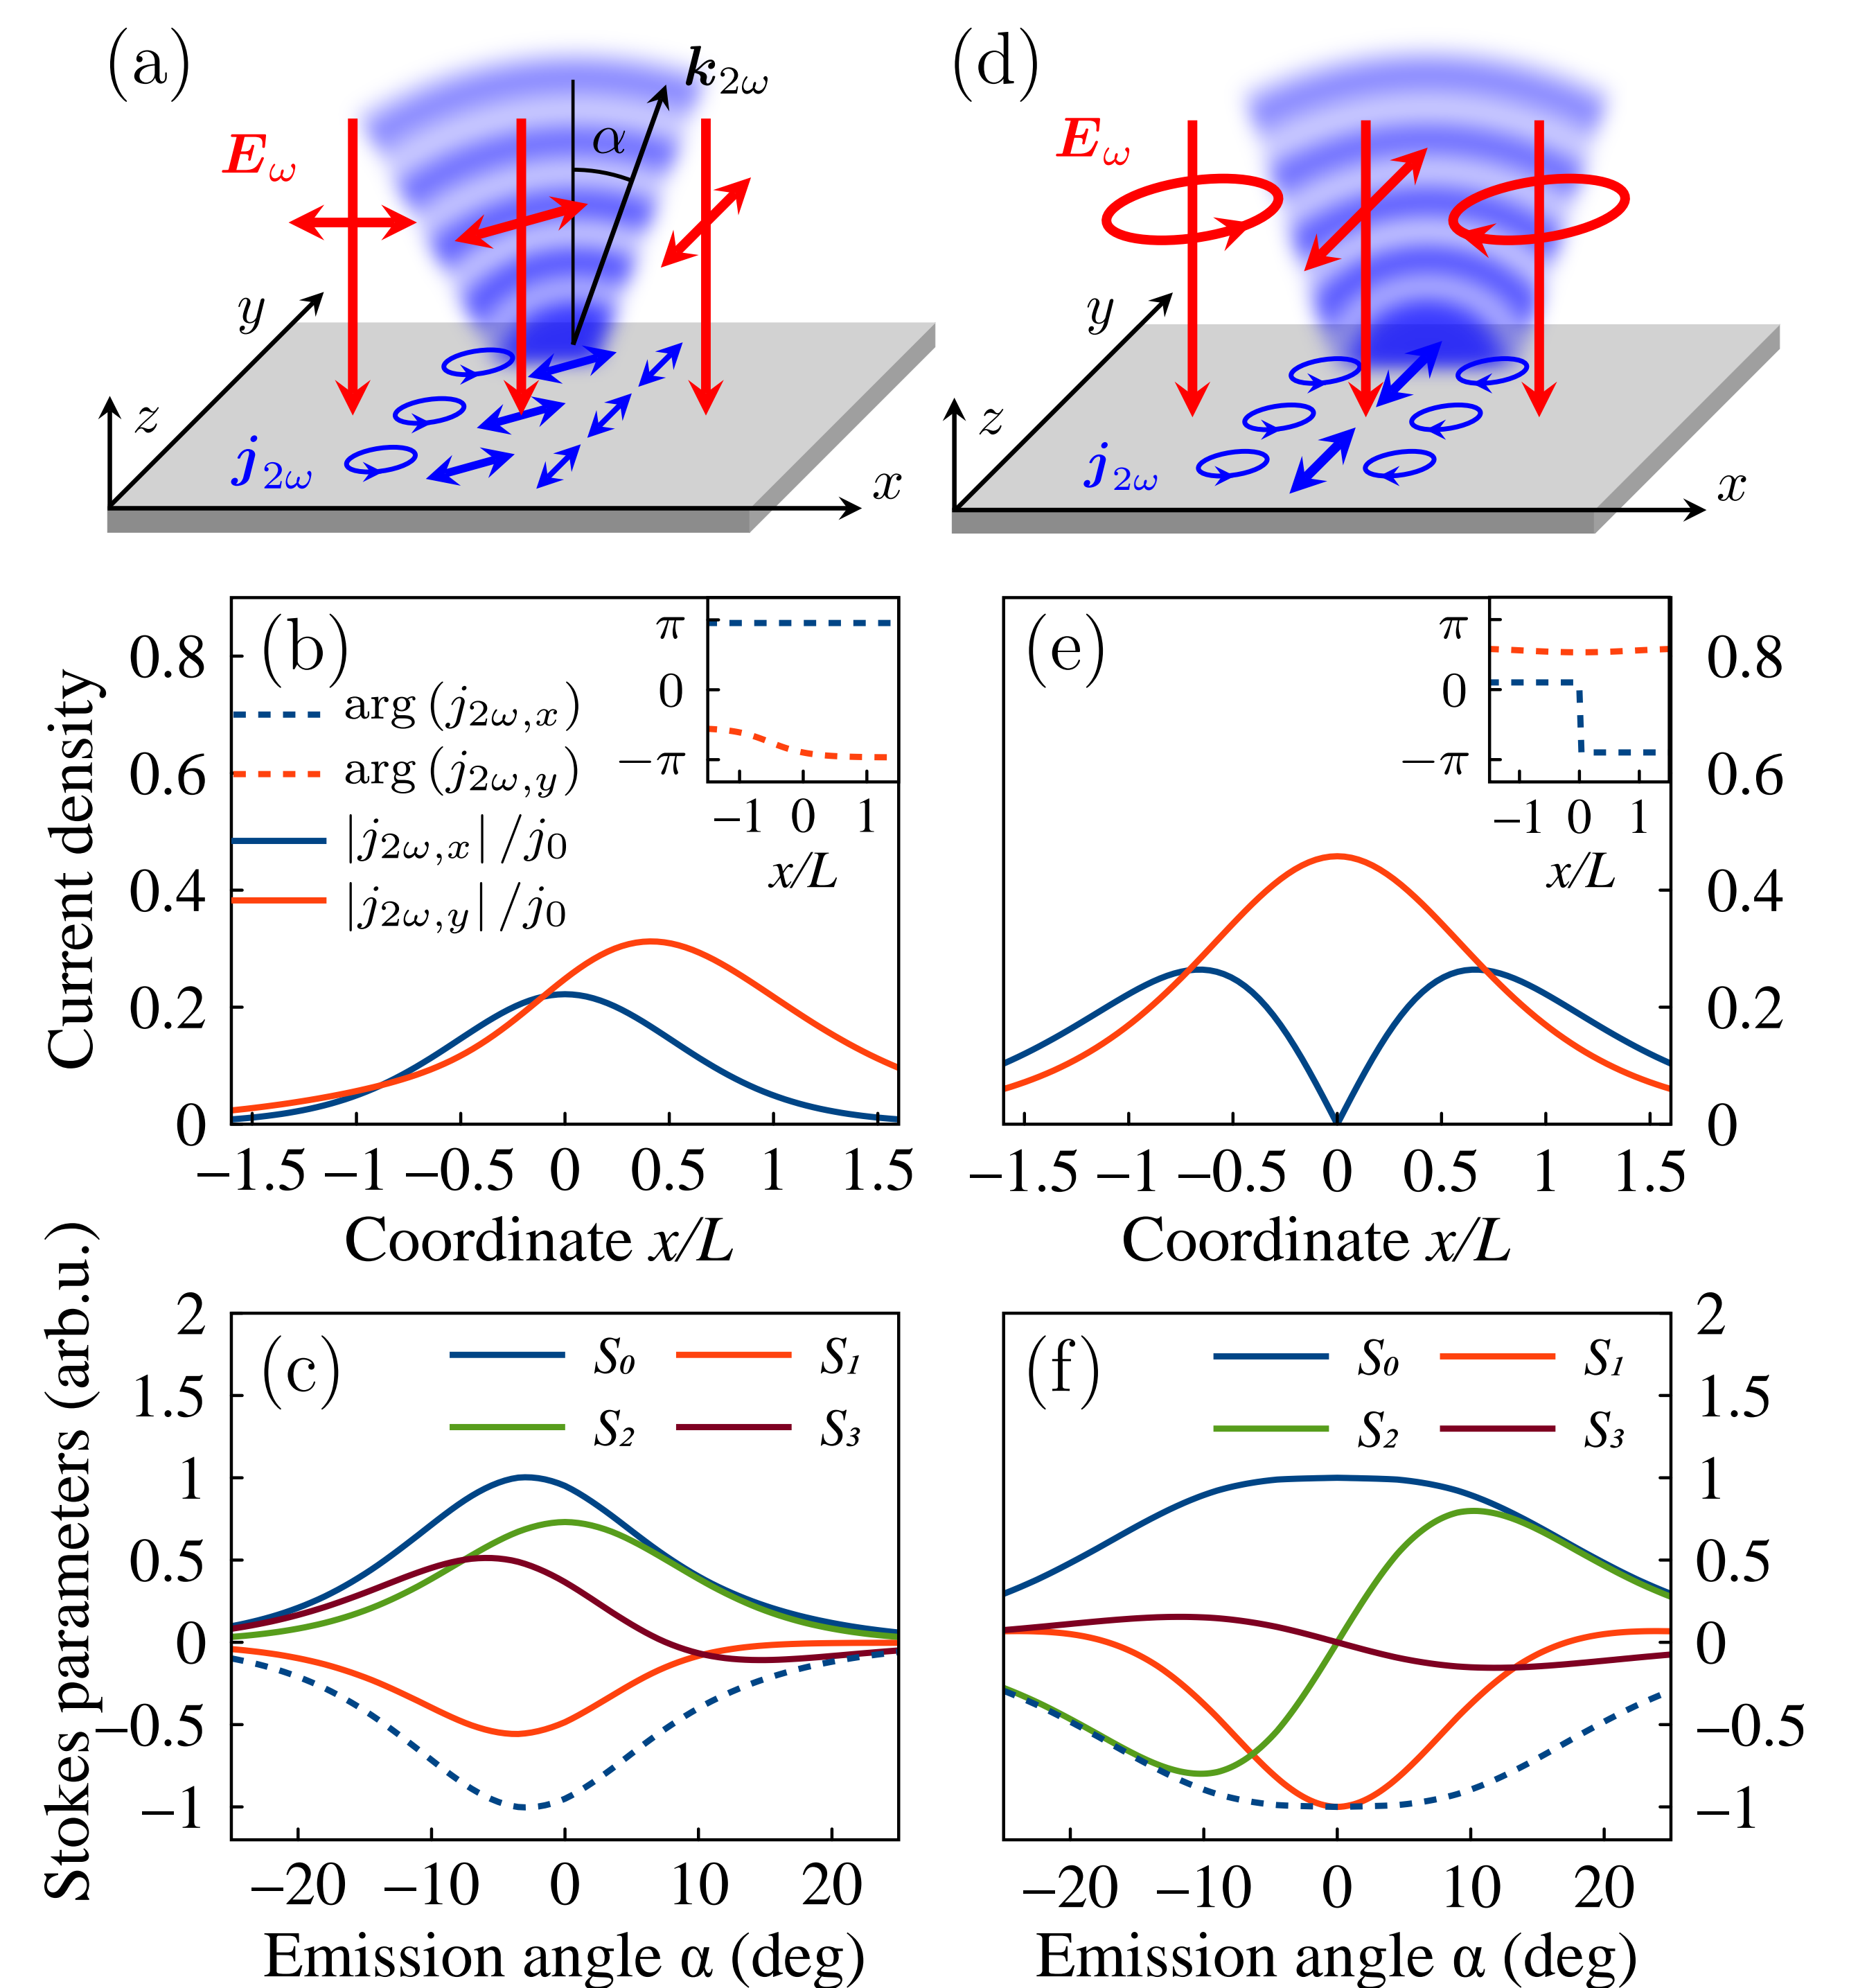 (a)
k2ω
α
Eω
y
z
j2ω
x
(d)
Eω
y
z
j2ω
x
Current density
(b)
0.8
0.6
0.4
0.2
0
arg (j2ω,x)
arg (j2ω,y)
|j2ω,x| /j0
|j2ω,y| /j0
π
0
−π
−1 0 1
x/L
−1.5 −1 −0.5 0 0.5 1 1.5
Coordinate x/L
(e)
π
0
−π
−1 0 1
x/L
0.8
0.6
0.4
0.2
0
−1.5 −1 −0.5 0 0.5 1 1.5
Coordinate x/L
Stokes parameters (arb.u.)
2
1.5
1
0.5
0
−0.5
−1
(c)
S0 S1
S2 S3
−20 −10 0 10 20
Emission angle α (deg)
(f)
S0 S1
S2 S3
2
1.5
1
0.5
0
−0.5
−1
−20 −10 0 10 20
Emission angle α (deg)